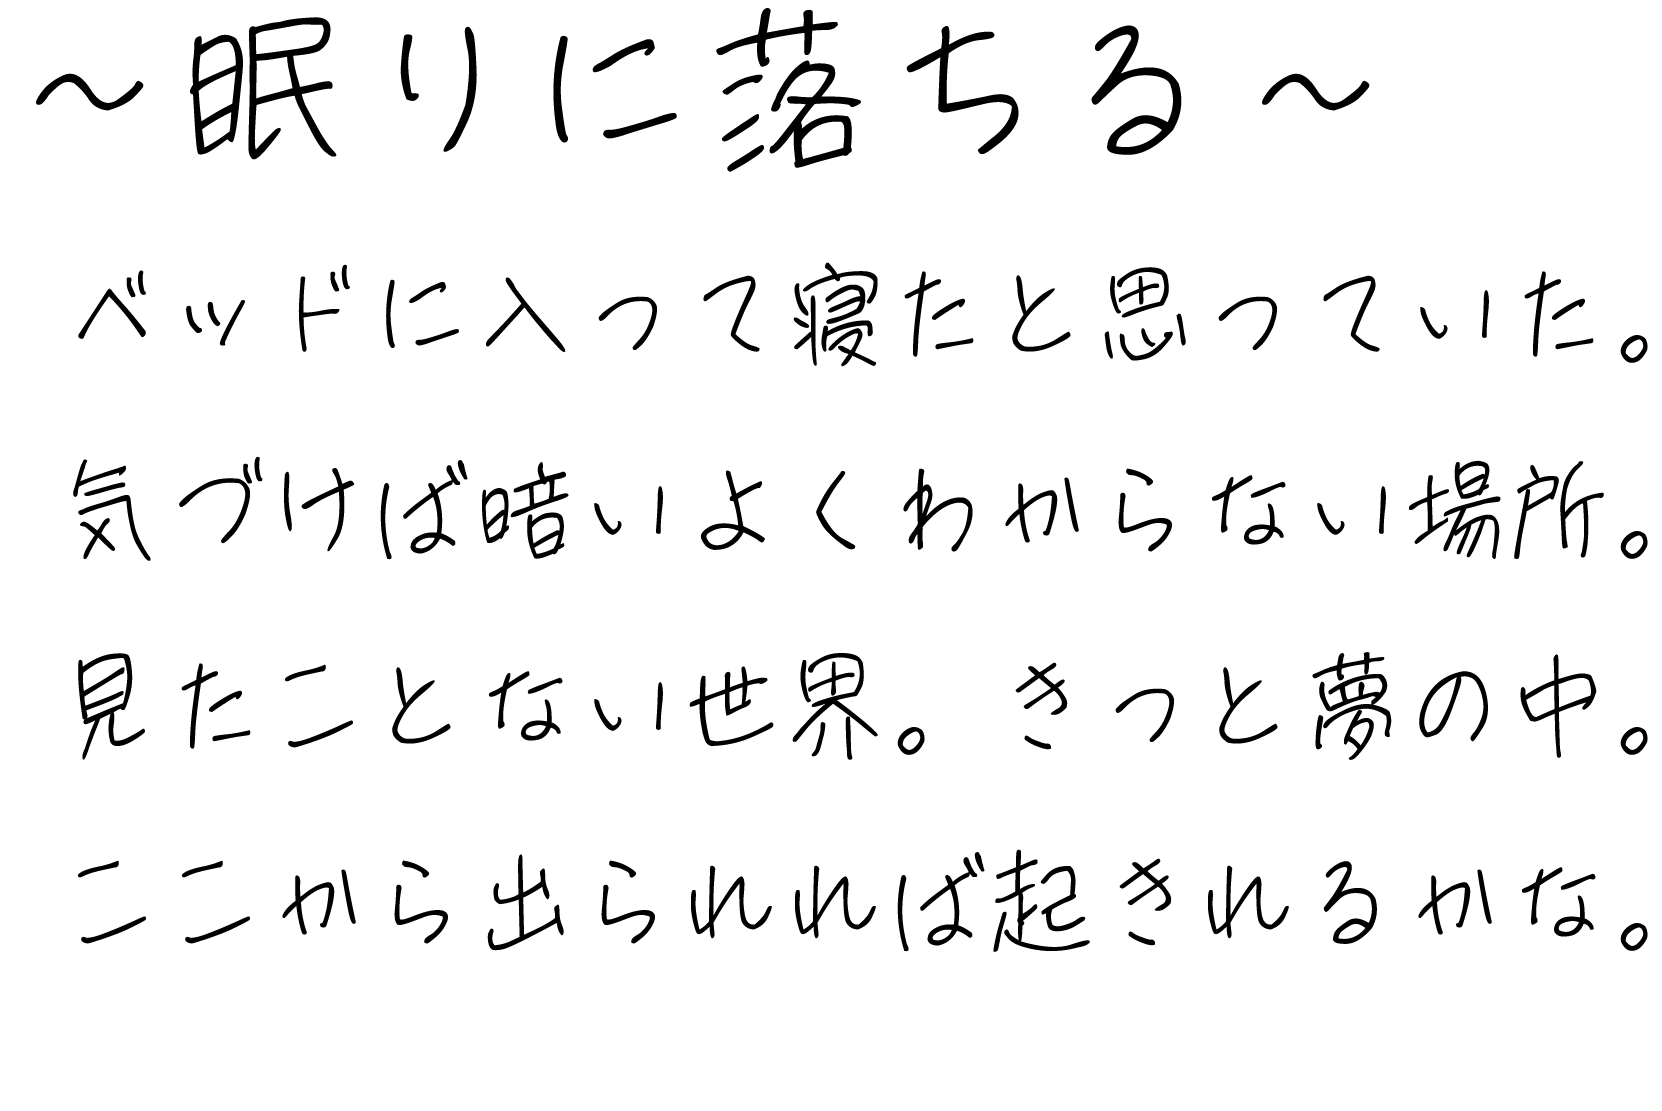 ～眠りに落ちる～
ベッドに入って寝たと思っていた。
気づけば暗いよくわからない場所。
見たことない世界。きっと夢の中。
ここから出られれば起きれるかな。